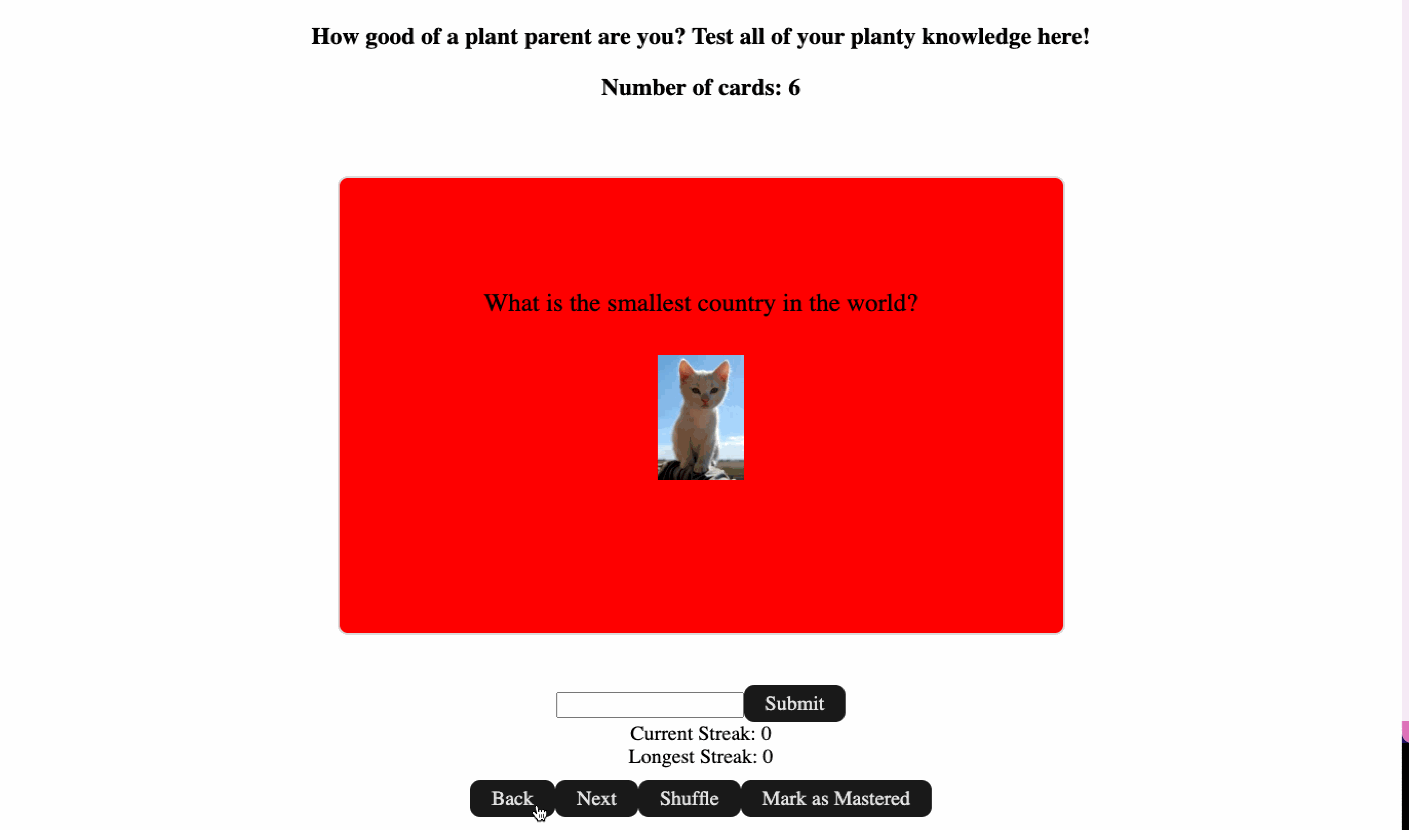 How good of a plant parent are you? Test all of your planty knowledge here!
Number of cards: 6
What is the smallest country in the world?
Submit
Current Streak: 0
Longest Streak: 0
Back Next Shuffle Mark as Mastered